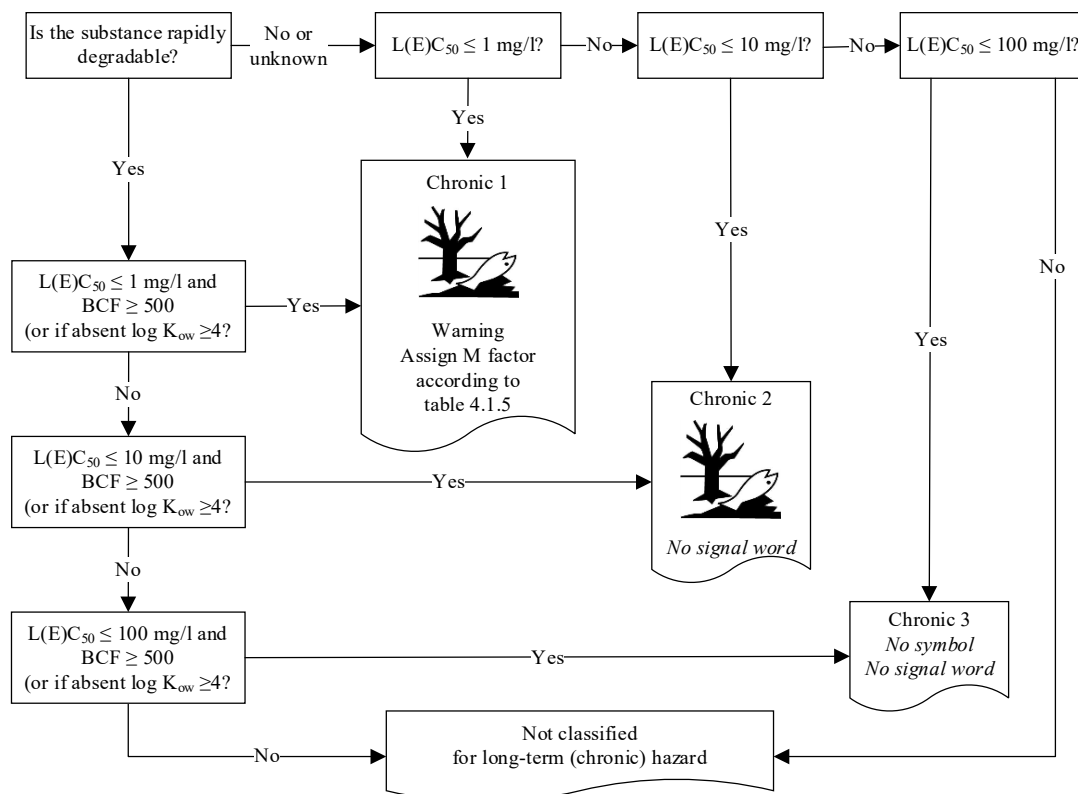 Is the substance rapidly
degradable?
No or
unknown
L(E)C₅₀ ≤ 1 mg/l?
No
L(E)C₅₀ ≤ 10 mg/l?
No
L(E)C₅₀ ≤ 100 mg/l?
Yes
Yes
Chronic 1
Warning
Assign M factor
according to
table 4.1.5
Yes
No
L(E)C₅₀ ≤ 1 mg/l and
BCF ≥ 500
(or if absent log Kₒw ≥4?
Yes
Yes
No
Chronic 2
No signal word
L(E)C₅₀ ≤ 10 mg/l and
BCF ≥ 500
(or if absent log Kₒw ≥4?
Yes
No
Chronic 3
No symbol
No signal word
L(E)C₅₀ ≤ 100 mg/l and
BCF ≥ 500
(or if absent log Kₒw ≥4?
Yes
No
Not classified
for long-term (chronic) hazard